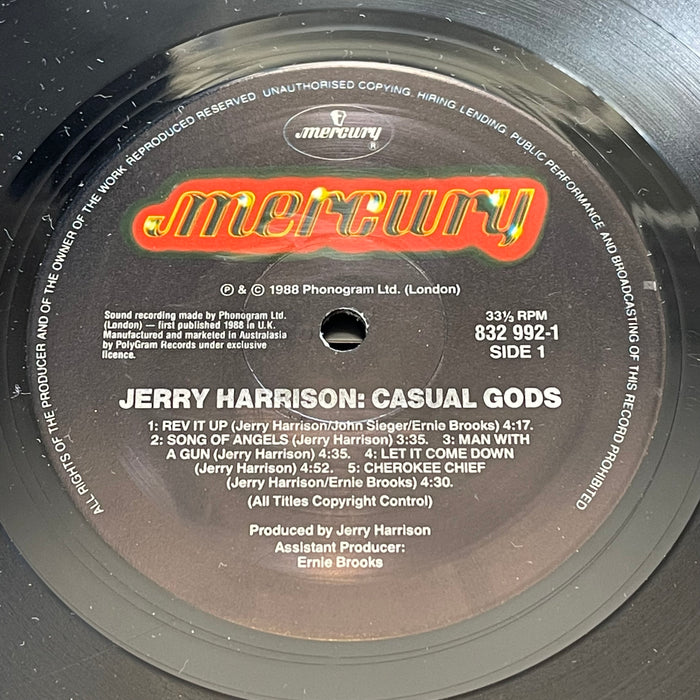 ALL RIGHTS OF THE PRODUCER AND OF THE OWNER OF THE WORK REPRODUCED RESERVED. UNAUTHORISED COPYING, HIRING, LENDING, PUBLIC PERFORMANCE AND BROADCASTING OF THIS RECORD PROHIBITED
mercury
®
mercury
℗ & © 1988 Phonogram Ltd. (London)
Sound recording made by Phonogram Ltd.
(London) — first published 1988 in U.K.
Manufactured and marketed in Australasia
by PolyGram Records under exclusive
licence.
33⅓ RPM
832 992-1
SIDE 1
JERRY HARRISON: CASUAL GODS
1: REV IT UP (Jerry Harrison/John Sieger/Ernie Brooks) 4:17.
2: SONG OF ANGELS (Jerry Harrison) 3:35. 3: MAN WITH
A GUN (Jerry Harrison) 4:35. 4: LET IT COME DOWN
(Jerry Harrison) 4:52. 5: CHEROKEE CHIEF
(Jerry Harrison/Ernie Brooks) 4:30.
(All Titles Copyright Control)
Produced by Jerry Harrison
Assistant Producer:
Ernie Brooks